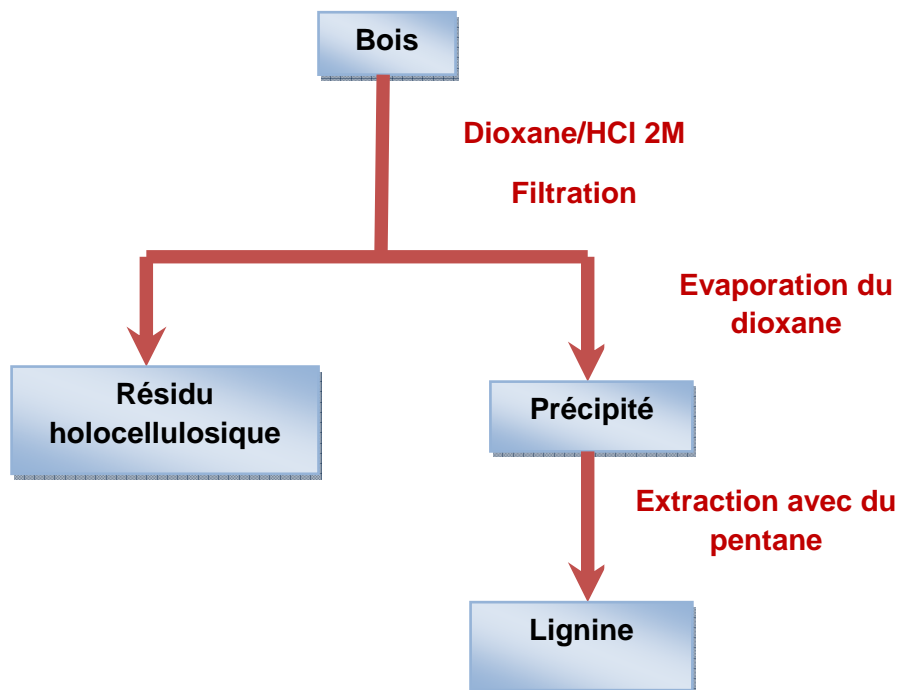 Bois
Dioxane/HCl 2M
Filtration
Evaporation du
dioxane
Résidu
holocellulosique
Précipité
Extraction avec du
pentane
Lignine